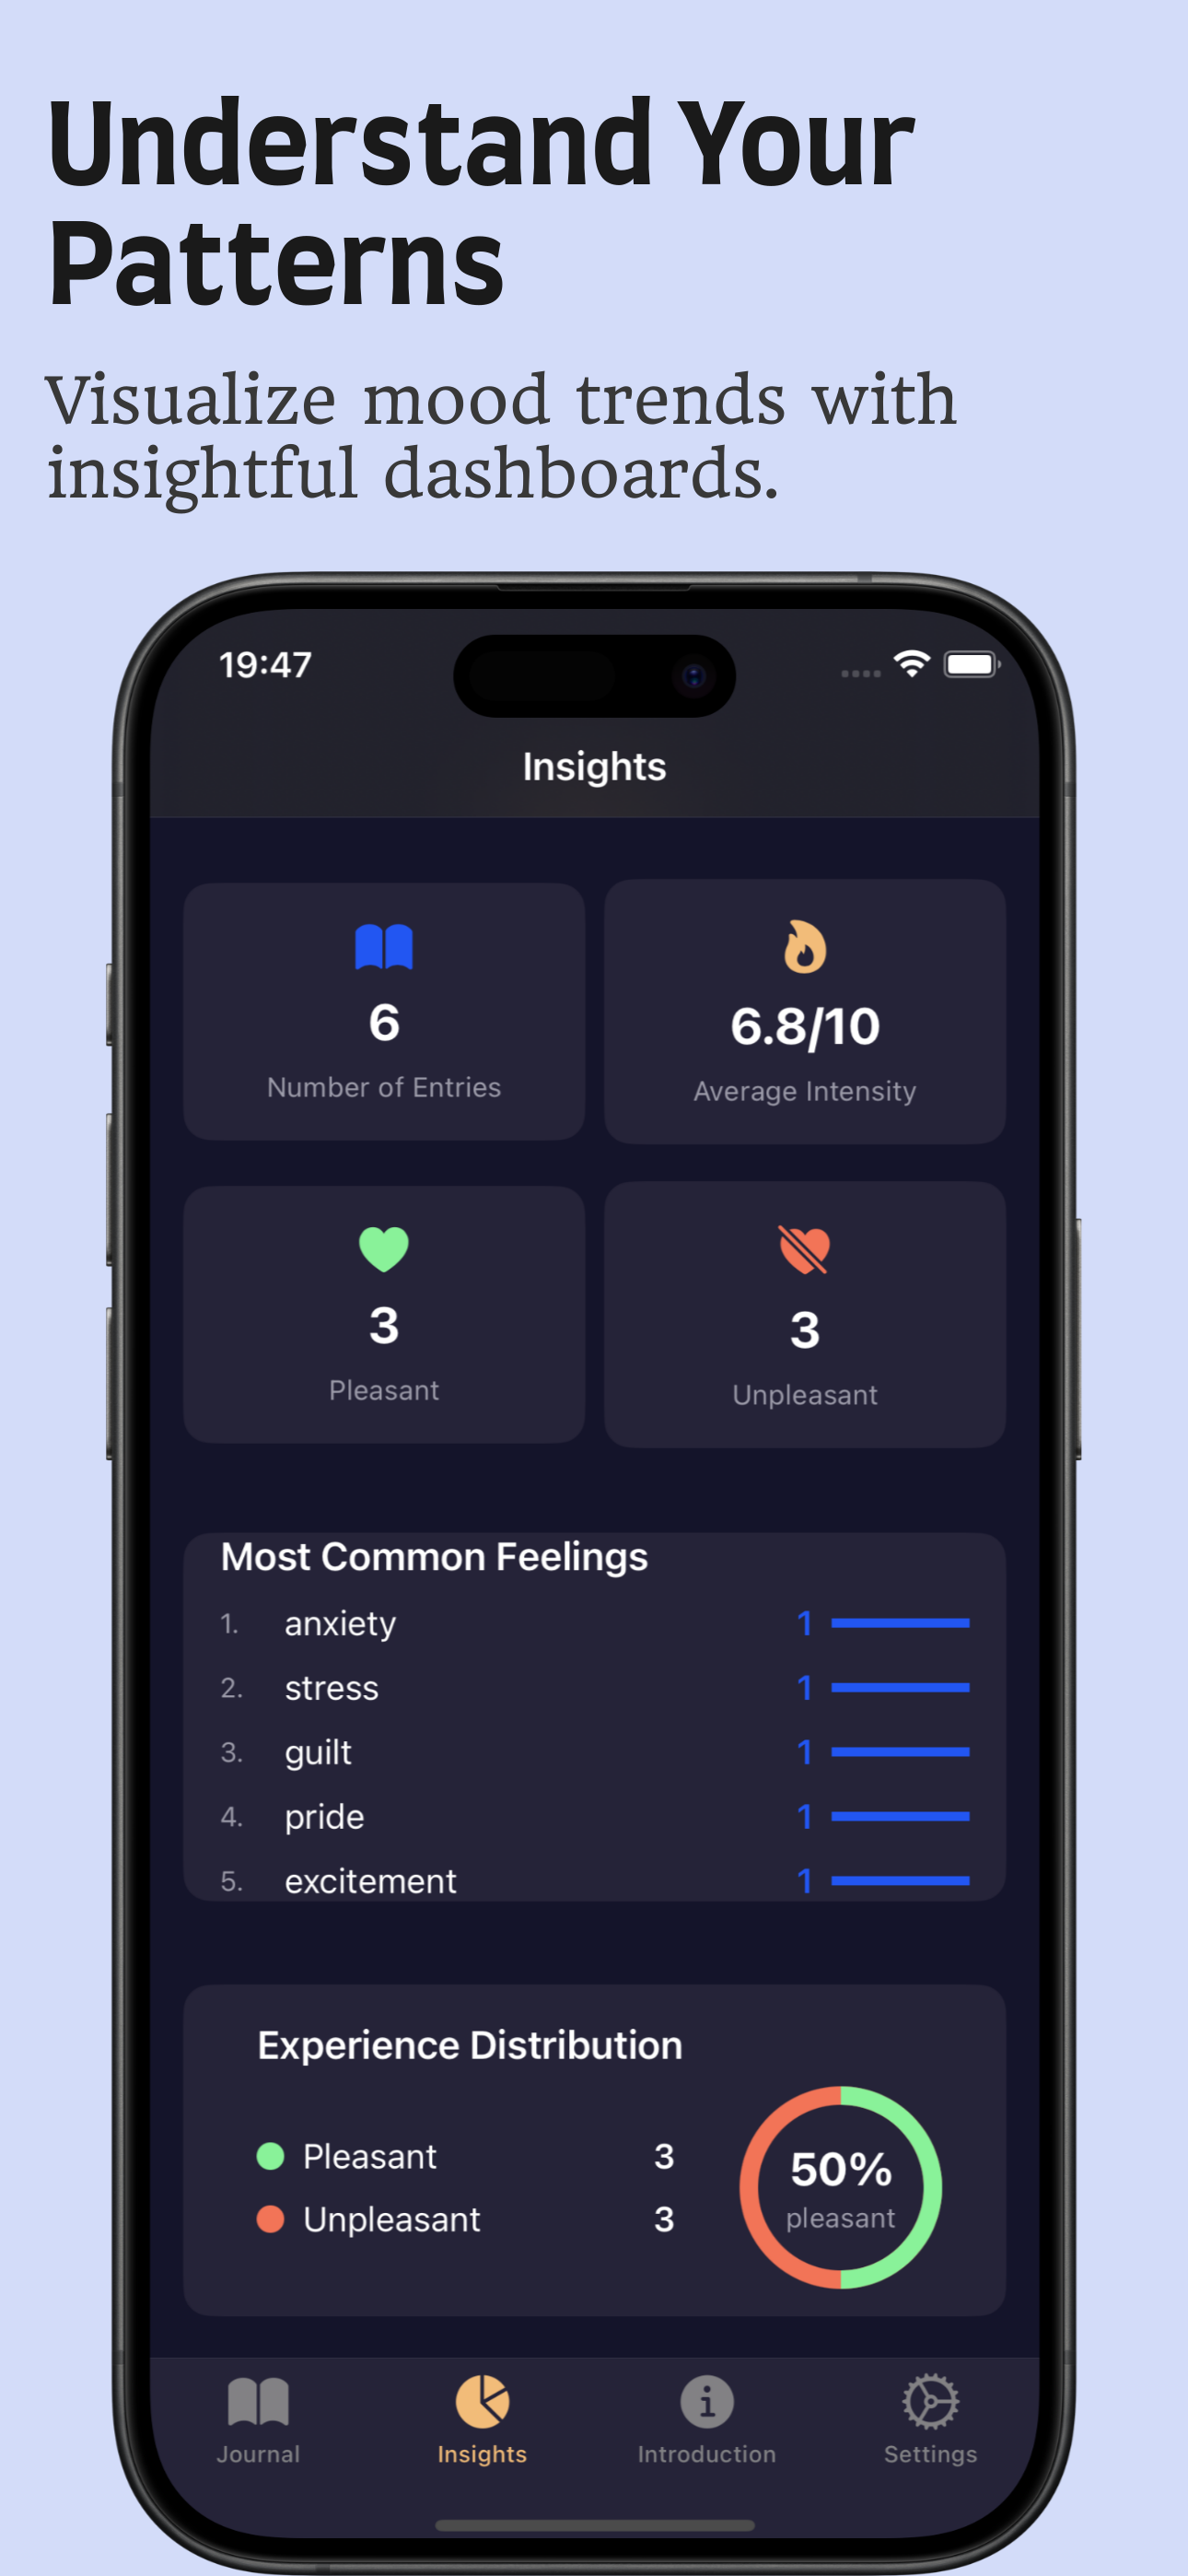 Understand Your
Patterns
Visualize mood trends with
insightful dashboards.
19:47
Insights
6
Number of Entries
6.8/10
Average Intensity
3
Pleasant
3
Unpleasant
Most Common Feelings
1. anxiety 1
2. stress 1
3. guilt 1
4. pride 1
5. excitement 1
Experience Distribution
Pleasant 3
Unpleasant 3
50%
pleasant
Journal Insights Introduction Settings